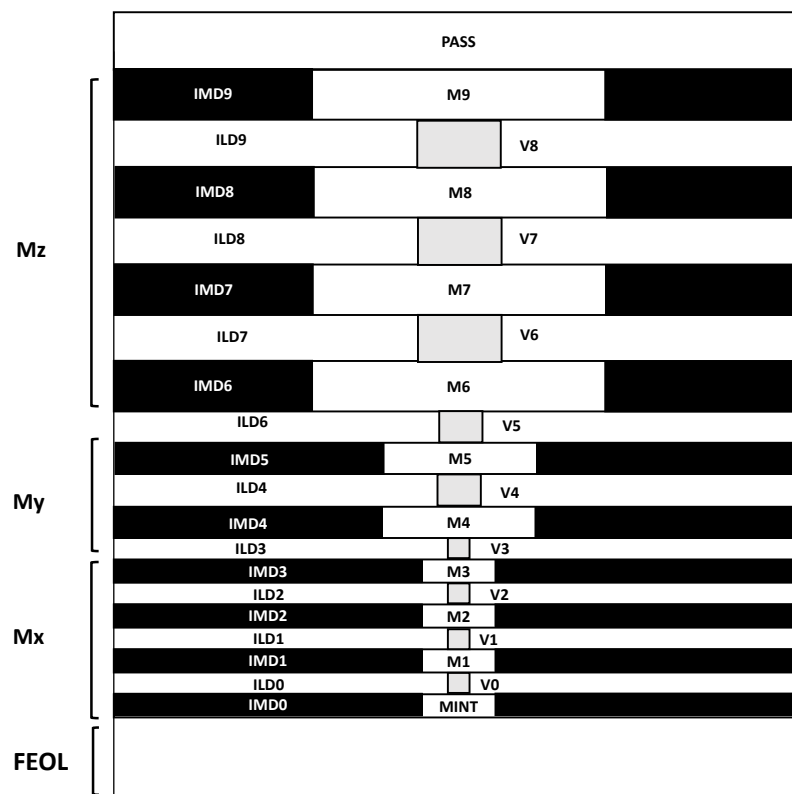 PASS
IMD9 M9
ILD9 V8
IMD8 M8
ILD8 V7
Mz
IMD7 M7
ILD7 V6
IMD6 M6
ILD6 V5
IMD5 M5
ILD4 V4
My
IMD4 M4
ILD3 V3
IMD3 M3
ILD2 V2
IMD2 M2
Mx
ILD1 V1
IMD1 M1
ILD0 V0
IMD0 MINT
FEOL